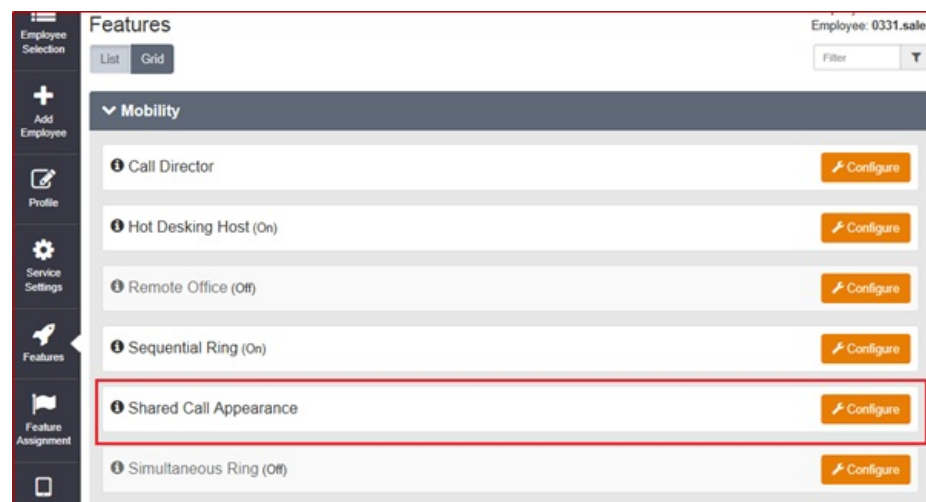 Features
Employee: 0331.sale
List Grid
Filter
Mobility
Call Director
Configure
Hot Desking Host (On)
Configure
Remote Office (Off)
Configure
Sequential Ring (On)
Configure
Shared Call Appearance
Configure
Simultaneous Ring (Off)
Configure
Employee
Selection
Add
Employee
Profile
Service
Settings
Features
Feature
Assignment